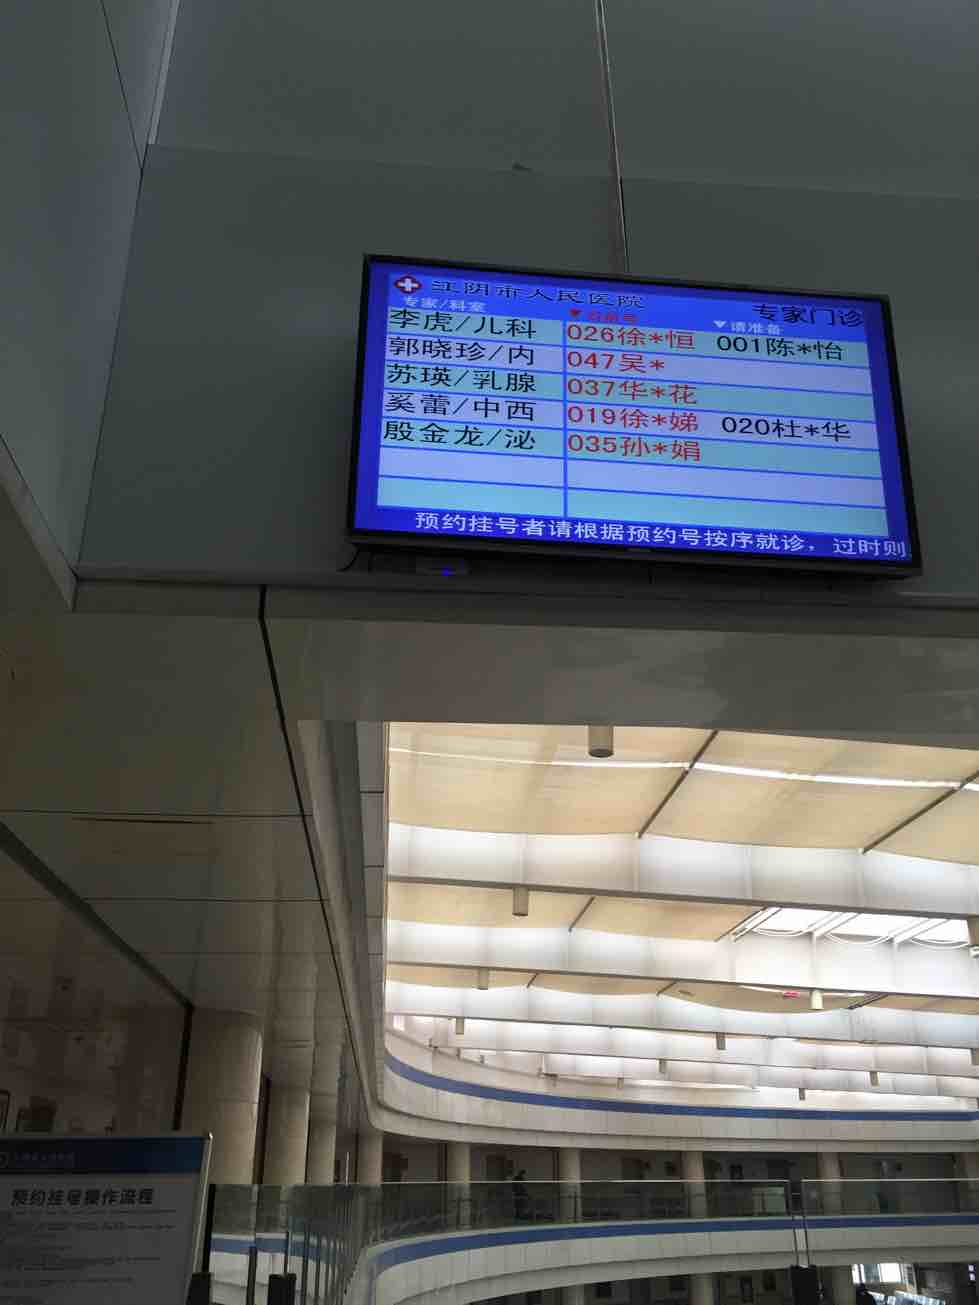 江阴市人民医院
专家门诊
专家/科室
▼请准备
李虎/儿科 026徐*恒 001陈*怡
郭晓珍/内 047吴*
苏瑛/乳腺 037华*花
奚蕾/中西 019徐*娣 020杜*华
殷金龙/泌 035孙*娟
预约挂号者请根据预约号按序就诊，过时则
预约挂号操作流程